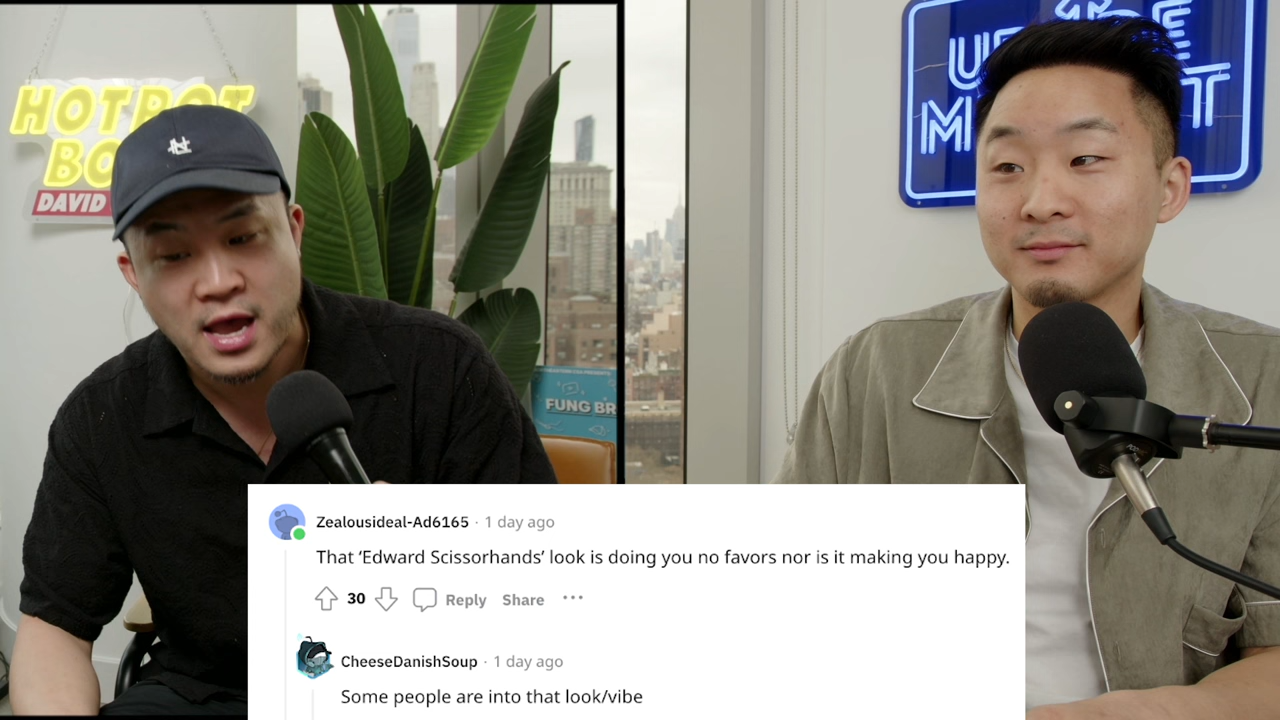 HOTPOT
BO
DAVID
U
M
T
FUNG BR
Zealousideal-Ad6165 · 1 day ago
That ‘Edward Scissorhands’ look is doing you no favors nor is it making you happy.
30 Reply Share ···
CheeseDanishSoup · 1 day ago
Some people are into that look/vibe